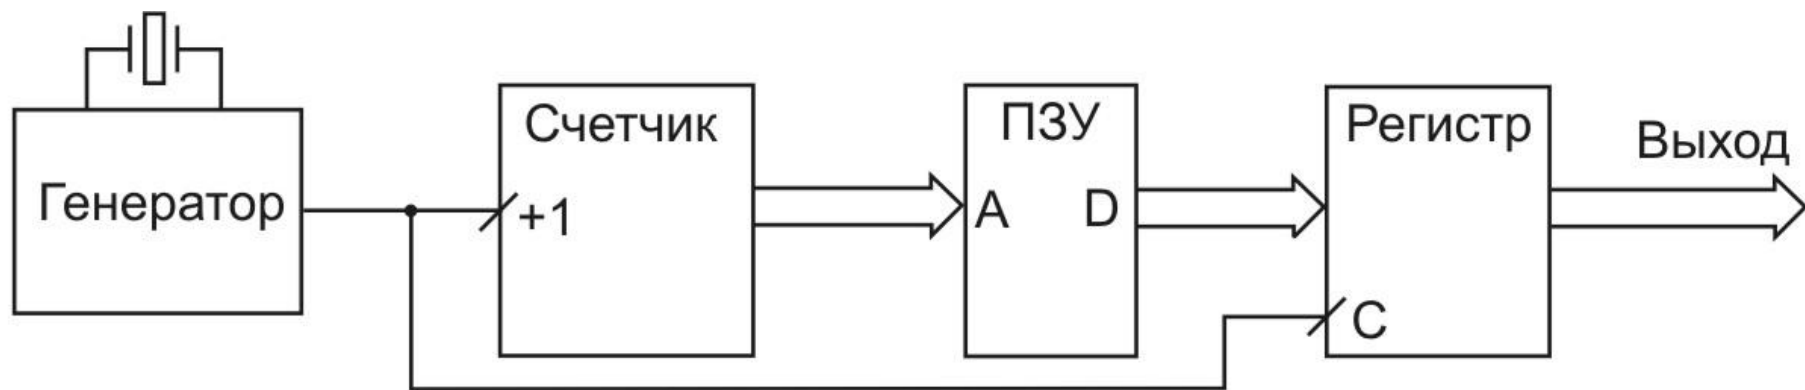 Генератор
Счетчик
+1
ПЗУ
A
D
Регистр
C
Выход